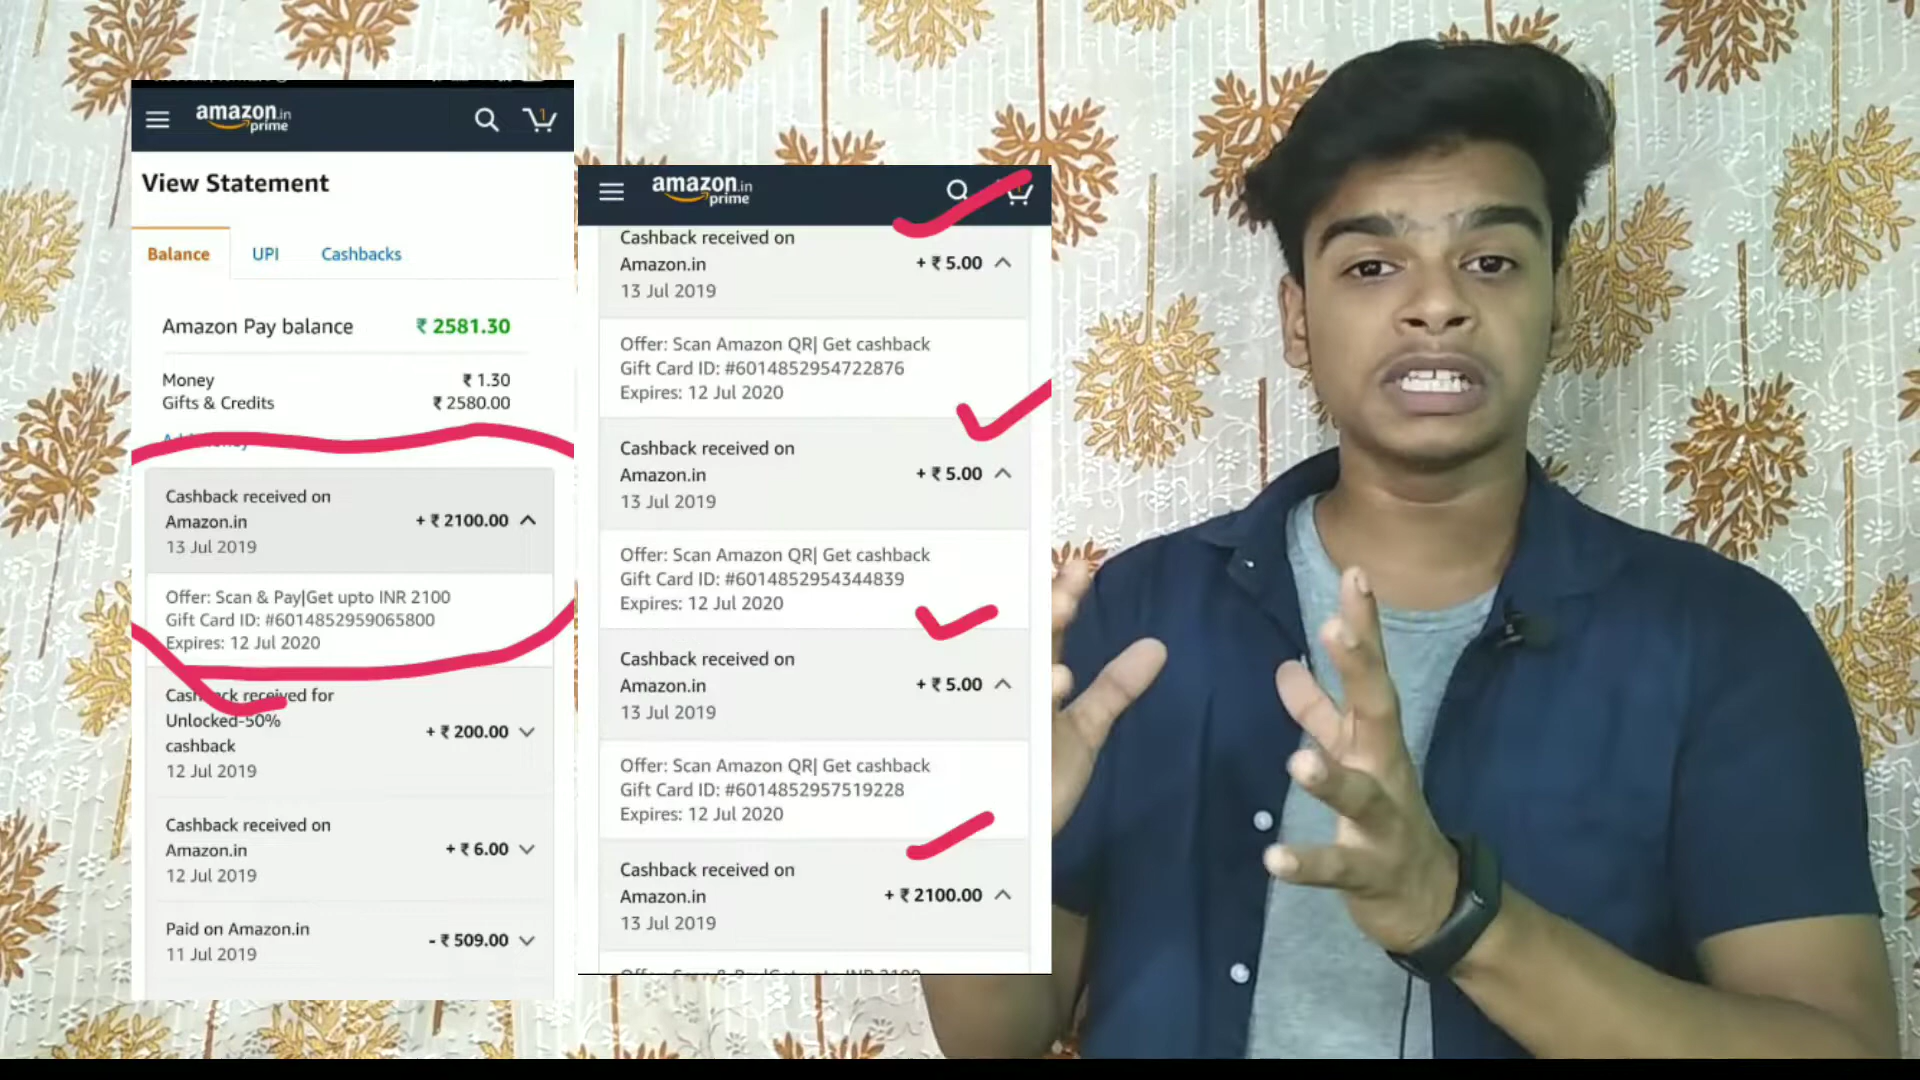 amazon.in
prime
1
View Statement
Balance UPI Cashbacks
Amazon Pay balance ₹ 2581.30
Money ₹ 1.30
Gifts & Credits ₹ 2580.00
Cashback received on
Amazon.in + ₹ 2100.00
13 Jul 2019
Offer: Scan & Pay|Get upto INR 2100
Gift Card ID: #6014852959065800
Expires: 12 Jul 2020
Cashback received for
Unlocked-50%
cashback + ₹ 200.00
12 Jul 2019
Cashback received on
Amazon.in + ₹ 6.00
12 Jul 2019
Paid on Amazon.in - ₹ 509.00
11 Jul 2019
amazon.in
prime
Cashback received on
Amazon.in + ₹ 5.00
13 Jul 2019
Offer: Scan Amazon QR| Get cashback
Gift Card ID: #6014852954722876
Expires: 12 Jul 2020
Cashback received on
Amazon.in + ₹ 5.00
13 Jul 2019
Offer: Scan Amazon QR| Get cashback
Gift Card ID: #6014852954344839
Expires: 12 Jul 2020
Cashback received on
Amazon.in + ₹ 5.00
13 Jul 2019
Offer: Scan Amazon QR| Get cashback
Gift Card ID: #6014852957519228
Expires: 12 Jul 2020
Cashback received on
Amazon.in + ₹ 2100.00
13 Jul 2019